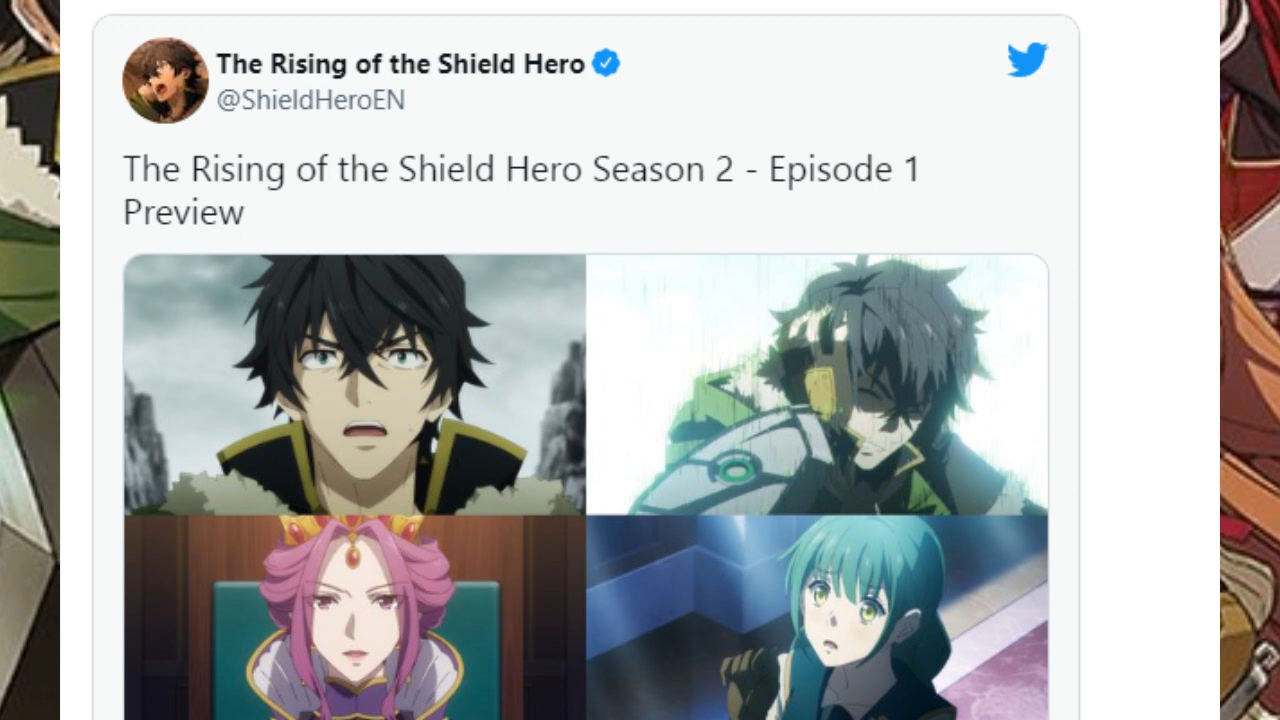 The Rising of the Shield Hero
@ShieldHeroEN
The Rising of the Shield Hero Season 2 - Episode 1
Preview